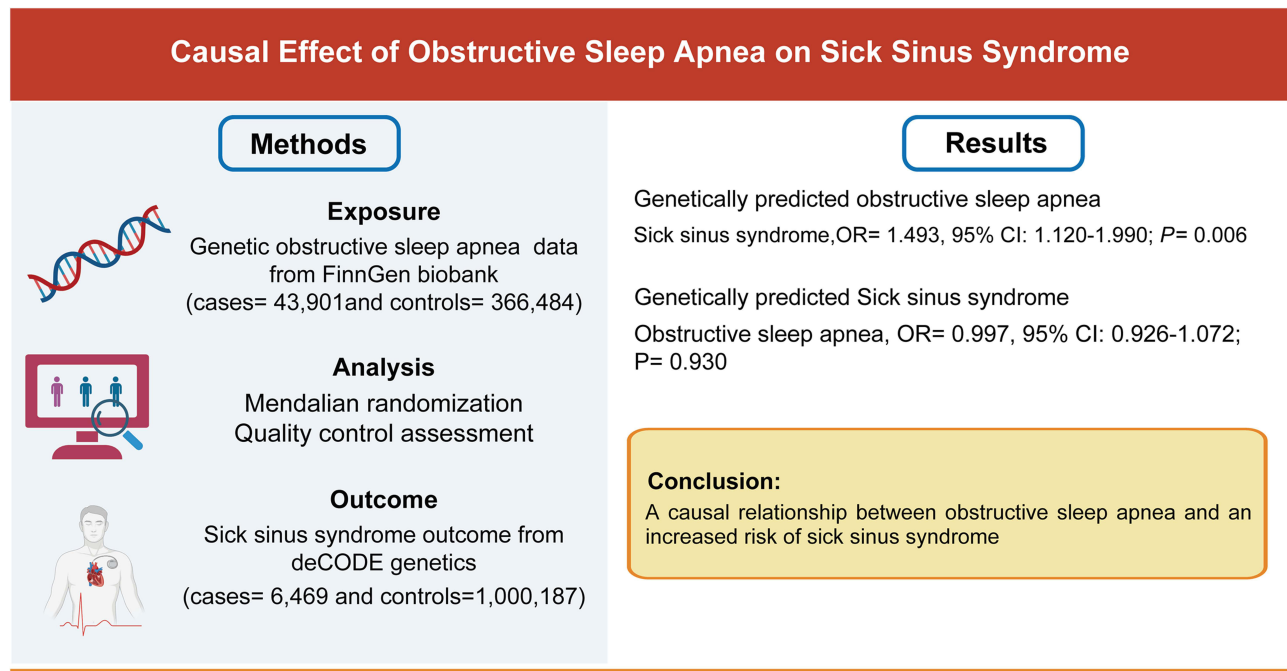 Causal Effect of Obstructive Sleep Apnea on Sick Sinus Syndrome
Methods
Exposure
Genetic obstructive sleep apnea data
from FinnGen biobank
(cases= 43,901and controls= 366,484)
Analysis
Mendalian randomization
Quality control assessment
Outcome
Sick sinus syndrome outcome from
deCODE genetics
(cases= 6,469 and controls=1,000,187)
Results
Genetically predicted obstructive sleep apnea
Sick sinus syndrome,OR= 1.493, 95% CI: 1.120-1.990; P= 0.006
Genetically predicted Sick sinus syndrome
Obstructive sleep apnea, OR= 0.997, 95% CI: 0.926-1.072;
P= 0.930
Conclusion:
A causal relationship between obstructive sleep apnea and an
increased risk of sick sinus syndrome